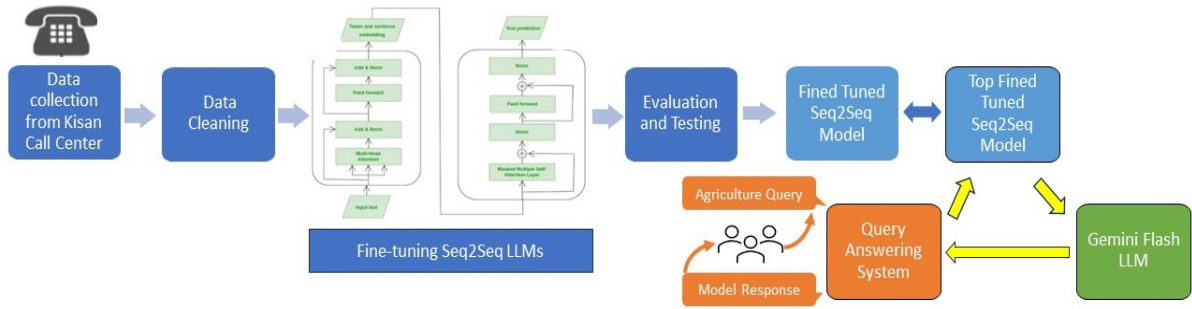 Data
collection
from Kisan
Call Center
Data
Cleaning
Token and sentence
embedding
Add & Norm
Feed forward
Add & Norm
Multi-Head
Attention
Input text
Text prediction
Norm
Feed forward
Norm
Masked Multiple Self
Attention Layer
Fine-tuning Seq2Seq LLMs
Evaluation
and Testing
Fined Tuned
Seq2Seq
Model
Top Fined
Tuned
Seq2Seq
Model
Agriculture Query
Model Response
Query
Answering
System
Gemini Flash
LLM